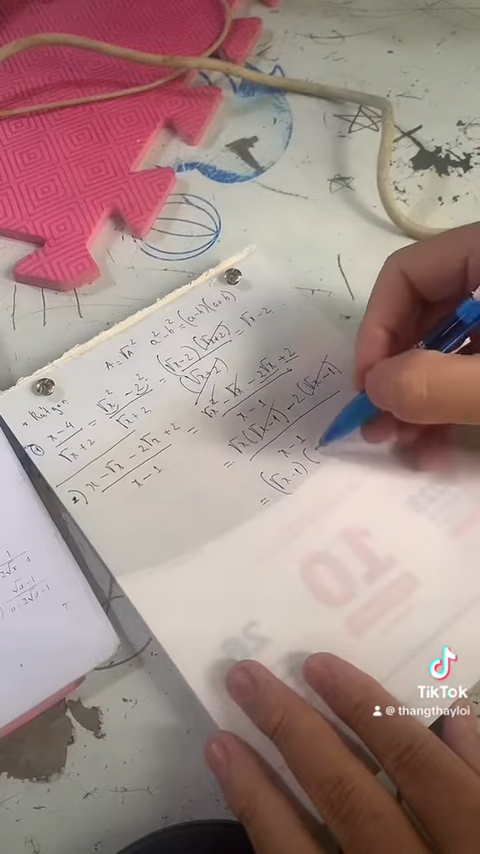 A = √A² a² - b² = (a-b)(a+b)
* Rút gọn
1) x-4 / √x+2 = √x² - 2² / √x+2 = (√x-2)(√x+2) / (√x+2) = √x-2
2) x - √x - 2√x + 2 / x-1 = √x² - √x - 2√x + 2 / x-1
= √x(√x-1) - 2(√x-1) / x-1
= (√x-1)(
10
TikTok
@thangthayloi